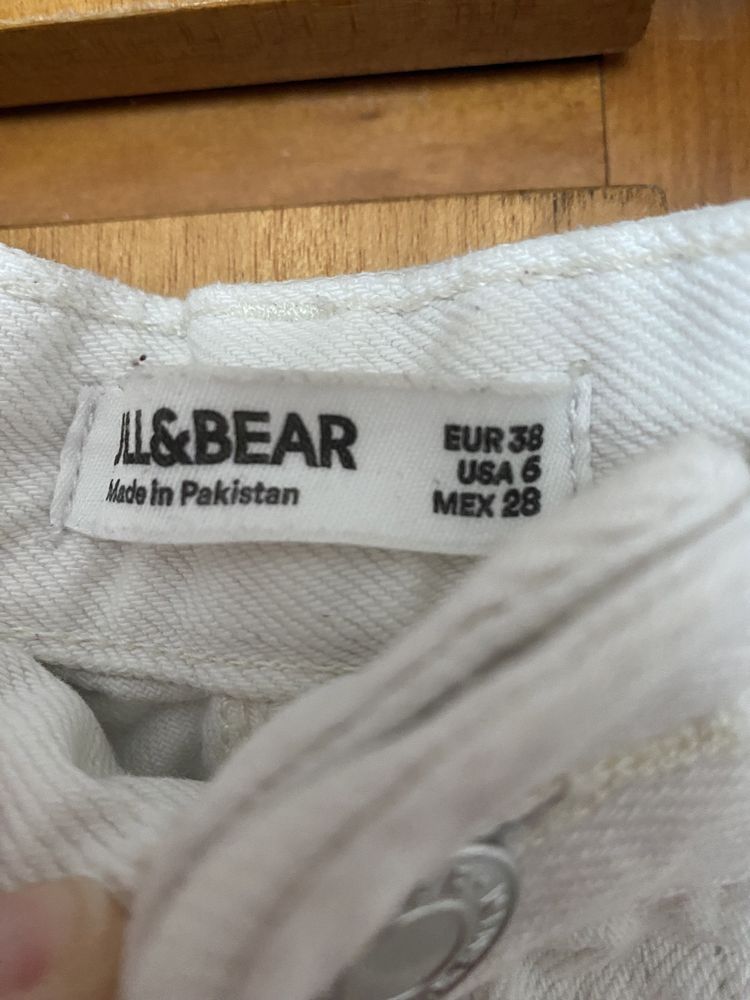 LL&BEAR
Made in Pakistan
EUR 38
USA 6
MEX 28